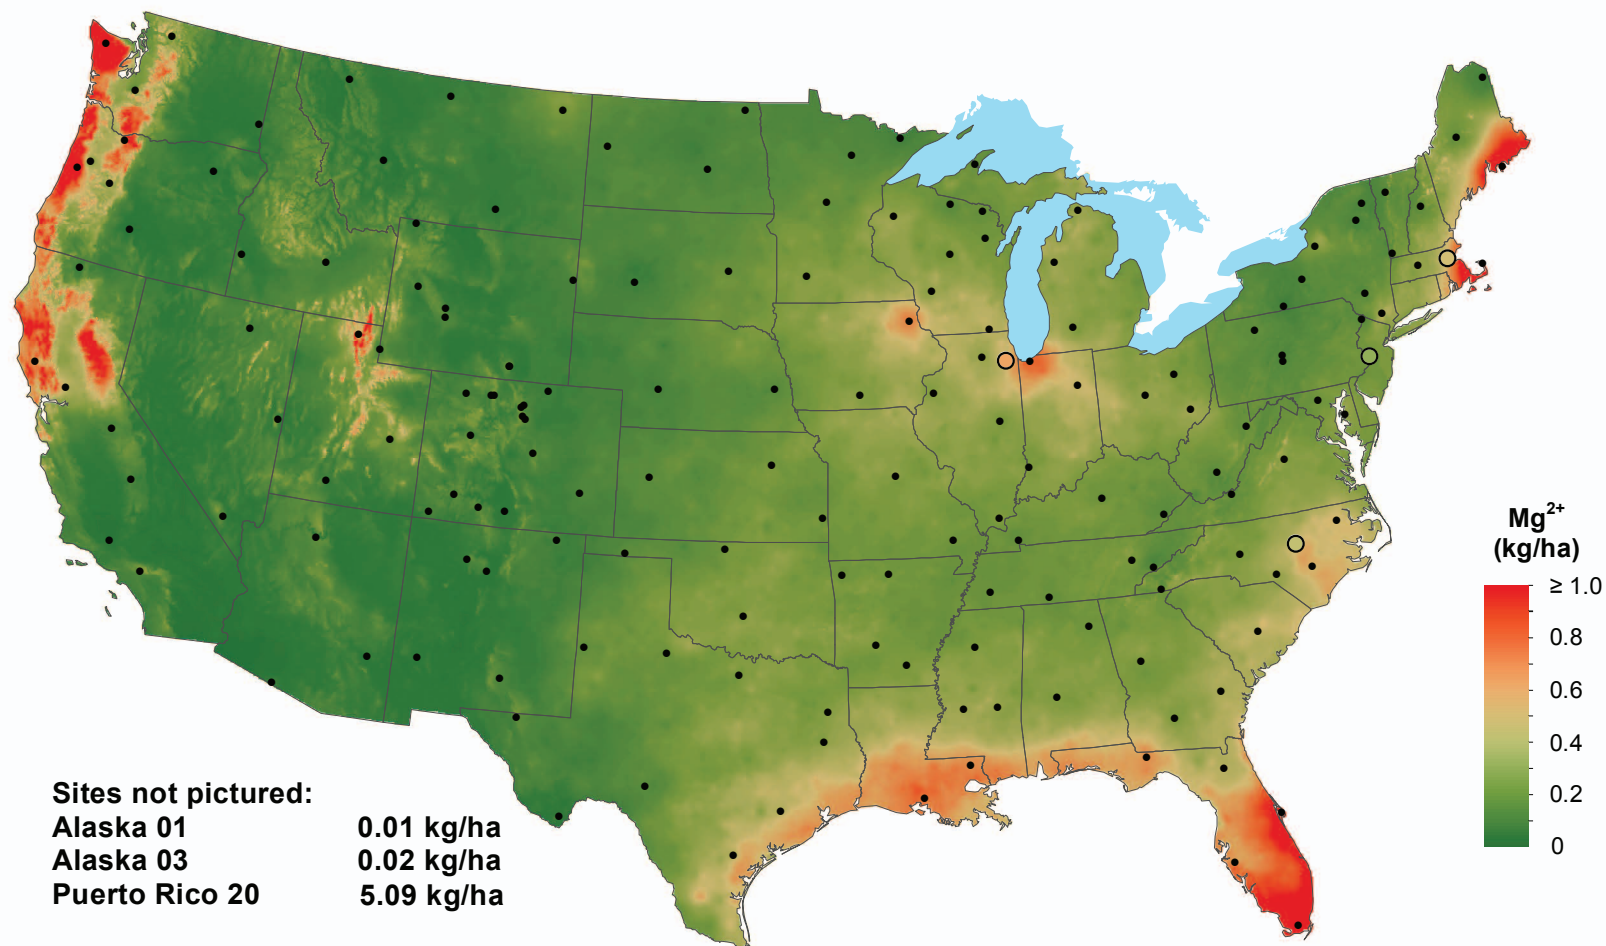 Mg2+
(kg/ha)
≥ 1.0
0.8
0.6
0.4
0.2
0
Sites not pictured:
Alaska 01 0.01 kg/ha
Alaska 03 0.02 kg/ha
Puerto Rico 20 5.09 kg/ha